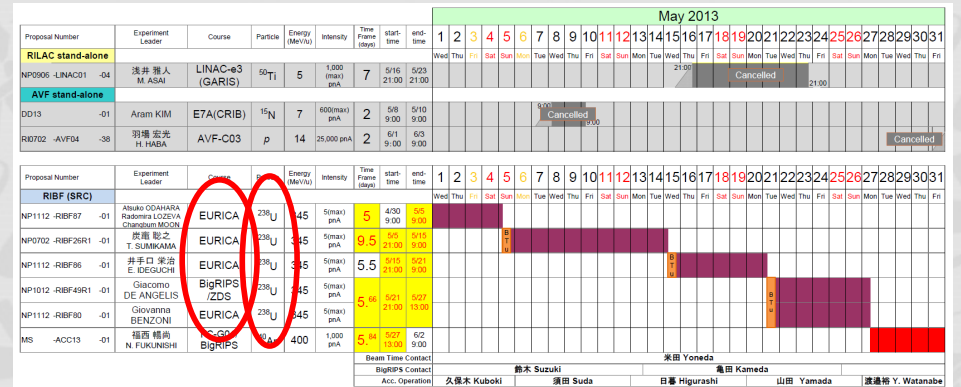 May 2013
Proposal Number Experiment Leader Course Particle Energy (MeV/u) Intensity Time Frame (days) start-time end-time 1 2 3 4 5 6 7 8 9 10 11 12 13 14 15 16 17 18 19 20 21 22 23 24 25 26 27 28 29 30 31
Wed Thu Fri Sat Sun Mon Tue Wed Thu Fri Sat Sun Mon Tue Wed Thu Fri Sat Sun Mon Tue Wed Thu Fri Sat Sun Mon Tue Wed Thu Fri
RILAC stand-alone
NP0906 -LINAC01 -04 浅井 雅人 M. ASAI LINAC-e3 (GARIS) 50Ti 5 1,000 (max) pnA 7 5/16 21:00 5/23 21:00 21:00 Cancelled 21:00
AVF stand-alone
DD13 -01 Aram KIM E7A(CRIB) 15N 7 600(max) pnA 2 5/8 9:00 5/10 9:00 9:00 Cancelled 9:00
RI0702 -AVF04 -38 羽場 宏光 H. HABA AVF-C03 p 14 25,000 pnA 2 6/1 9:00 6/3 9:00 Cancelled
Proposal Number Experiment Leader Course Energy (MeV/u) Intensity Time Frame (days) start-time end-time 1 2 3 4 5 6 7 8 9 10 11 12 13 14 15 16 17 18 19 20 21 22 23 24 25 26 27 28 29 30 31
RIBF (SRC) Wed Thu Fri Sat Sun Mon Tue Wed Thu Fri Sat Sun Mon Tue Wed Thu Fri Sat Sun Mon Tue Wed Thu Fri Sat Sun Mon Tue Wed Thu Fri
NP1112 -RIBF87 -01 Atsuko ODAHARA Radomira LOZEVA Changbum MOON EURICA 238U 345 5(max) pnA 5 4/30 9:00 5/5 9:00
NP0702 -RIBF26R1 -01 炭竈 聡之 T. SUMIKAMA EURICA 238U 345 5(max) pnA 9.5 5/5 21:00 5/15 9:00 BTu
NP1112 -RIBF86 -01 井手口 栄治 E. IDEGUCHI EURICA 238U 345 5(max) pnA 5.5 5/15 21:00 5/21 9:00 BTu
NP1012 -RIBF49R1 -01 Giacomo DE ANGELIS BigRIPS /ZDS 238U 345 5(max) pnA 5.66 5/21 21:00 5/27 13:00 BTu
NP1112 -RIBF80 -01 Giovanna BENZONI EURICA 238U 345 5(max) pnA
MS -ACC13 -01 福西 暢尚 N. FUKUNISHI BigRIPS 400 1,000 pnA 5.84 5/27 13:00 6/2 9:00
Beam Time Contact 米田 Yoneda
BigRIPS Contact 鈴木 Suzuki 亀田 Kameda
Acc. Operation 久保木 Kuboki 須田 Suda 日暮 Higurashi 山田 Yamada 渡邉裕 Y. Watanabe